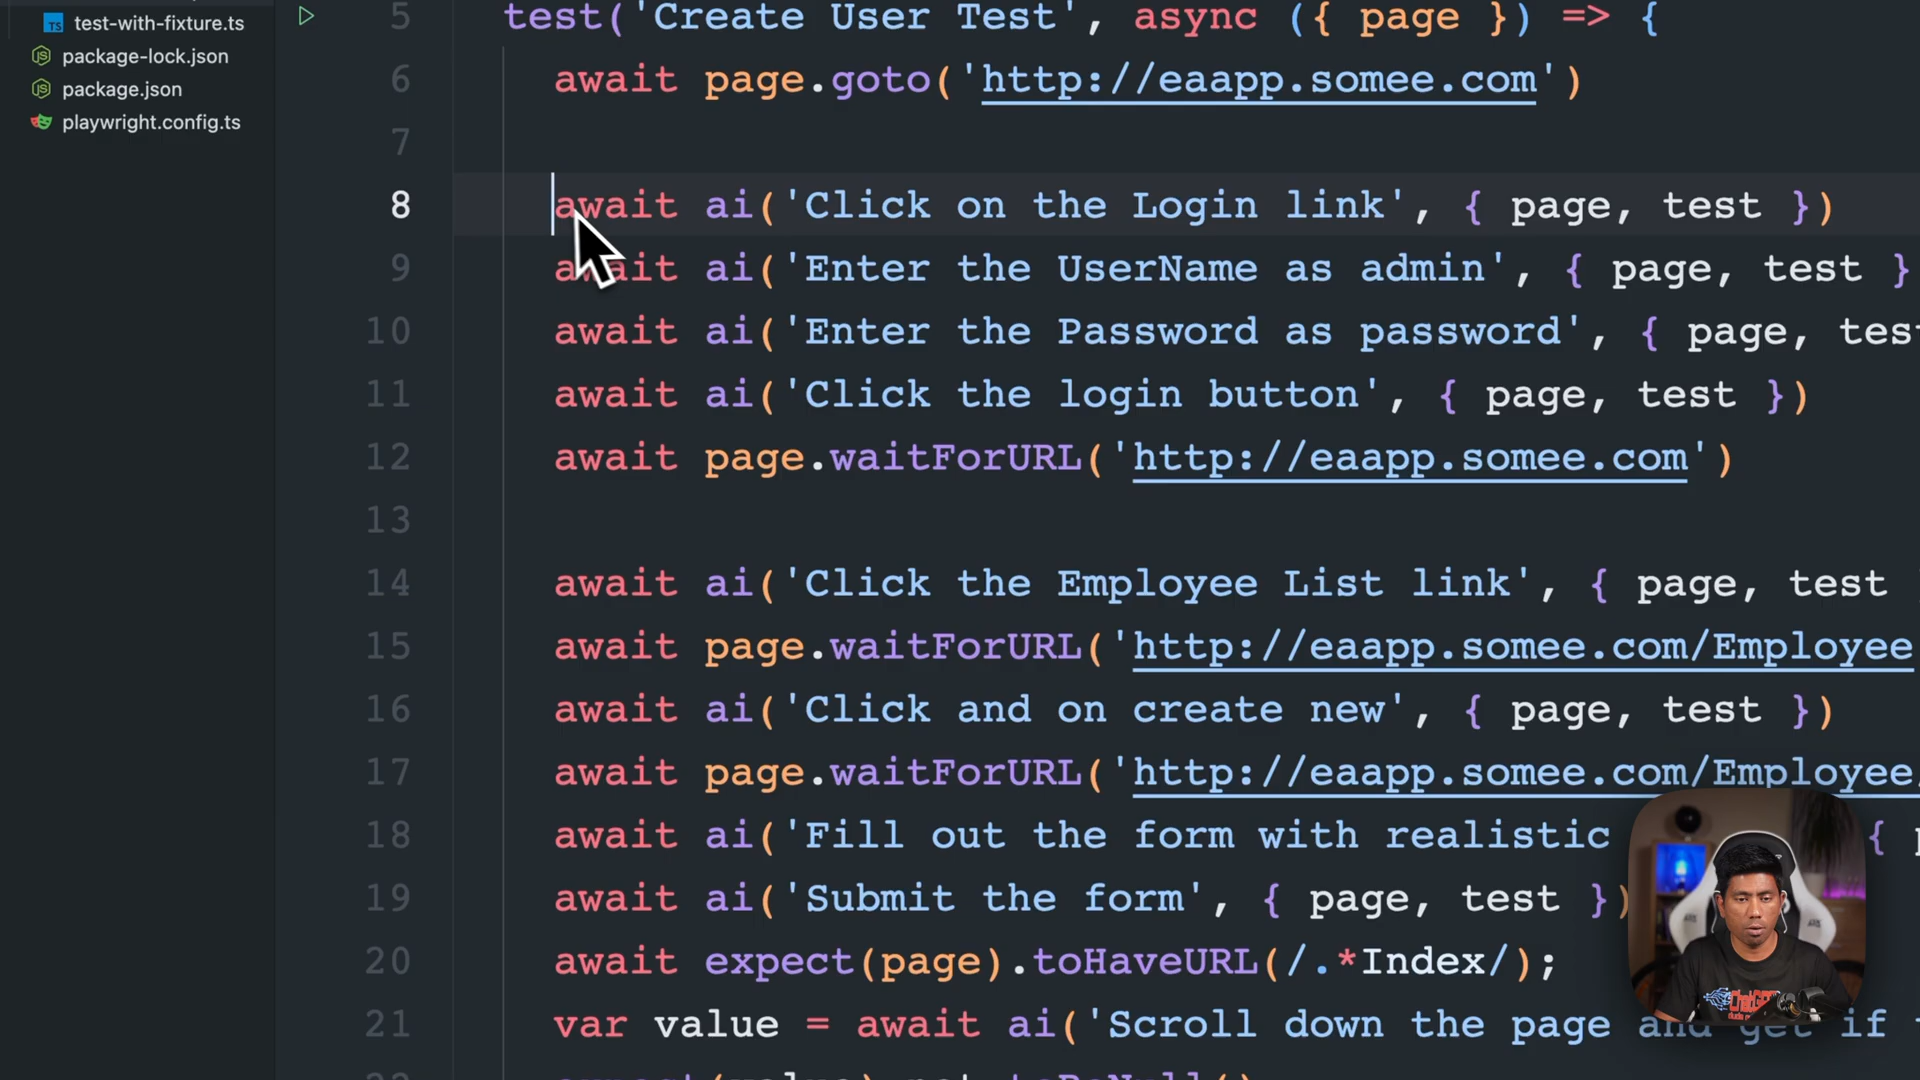 test-with-fixture.ts
package-lock.json
package.json
playwright.config.ts
5 test('Create User Test', async ({ page }) => {
6 await page.goto('http://eaapp.somee.com')
7
8 await ai('Click on the Login link', { page, test })
9 await ai('Enter the UserName as admin', { page, test }
10 await ai('Enter the Password as password', { page, tes
11 await ai('Click the login button', { page, test })
12 await page.waitForURL('http://eaapp.somee.com')
13
14 await ai('Click the Employee List link', { page, test
15 await page.waitForURL('http://eaapp.somee.com/Employee
16 await ai('Click and on create new', { page, test })
17 await page.waitForURL('http://eaapp.somee.com/Employee/
18 await ai('Fill out the form with realistic {
19 await ai('Submit the form', { page, test })
20 await expect(page).toHaveURL(/.*Index/);
21 var value = await ai('Scroll down the page and get if